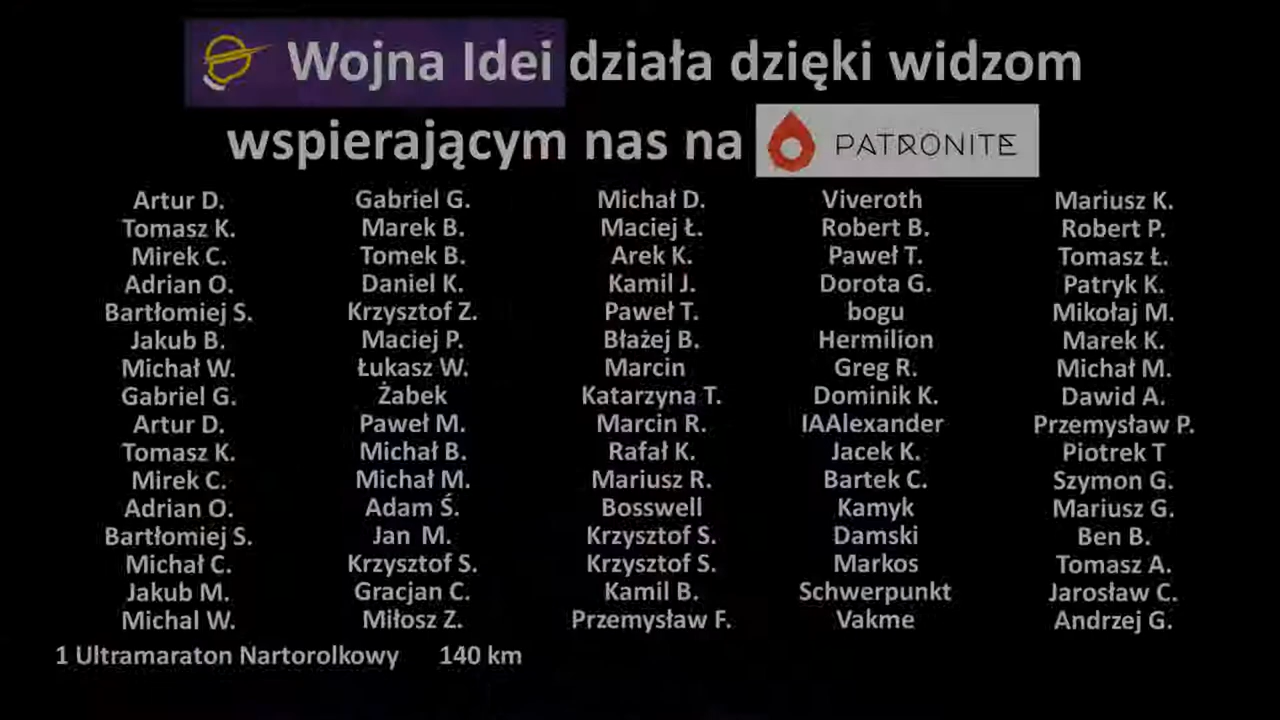 Wojna Idei działa dzięki widzom
wspierającym nas na PATRONITE
Artur D. Gabriel G. Michał D. Viveroth Mariusz K.
Tomasz K. Marek B. Maciej Ł. Robert B. Robert P.
Mirek C. Tomek B. Arek K. Paweł T. Tomasz Ł.
Adrian O. Daniel K. Kamil J. Dorota G. Patryk K.
Bartłomiej S. Krzysztof Z. Paweł T. bogu Mikołaj M.
Jakub B. Maciej P. Błażej B. Hermilion Marek K.
Michał W. Łukasz W. Marcin Greg R. Michał M.
Gabriel G. Żabek Katarzyna T. Dominik K. Dawid A.
Artur D. Paweł M. Marcin R. IAAlexander Przemysław P.
Tomasz K. Michał B. Rafał K. Jacek K. Piotrek T
Mirek C. Michał M. Mariusz R. Bartek C. Szymon G.
Adrian O. Adam Ś. Bosswell Kamyk Mariusz G.
Bartłomiej S. Jan M. Krzysztof S. Damski Ben B.
Michał C. Krzysztof S. Krzysztof S. Markos Tomasz A.
Jakub M. Gracjan C. Kamil B. Schwerpunkt Jarosław C.
Michal W. Miłosz Z. Przemysław F. Vakme Andrzej G.
1 Ultramaraton Nartorolkowy 140 km